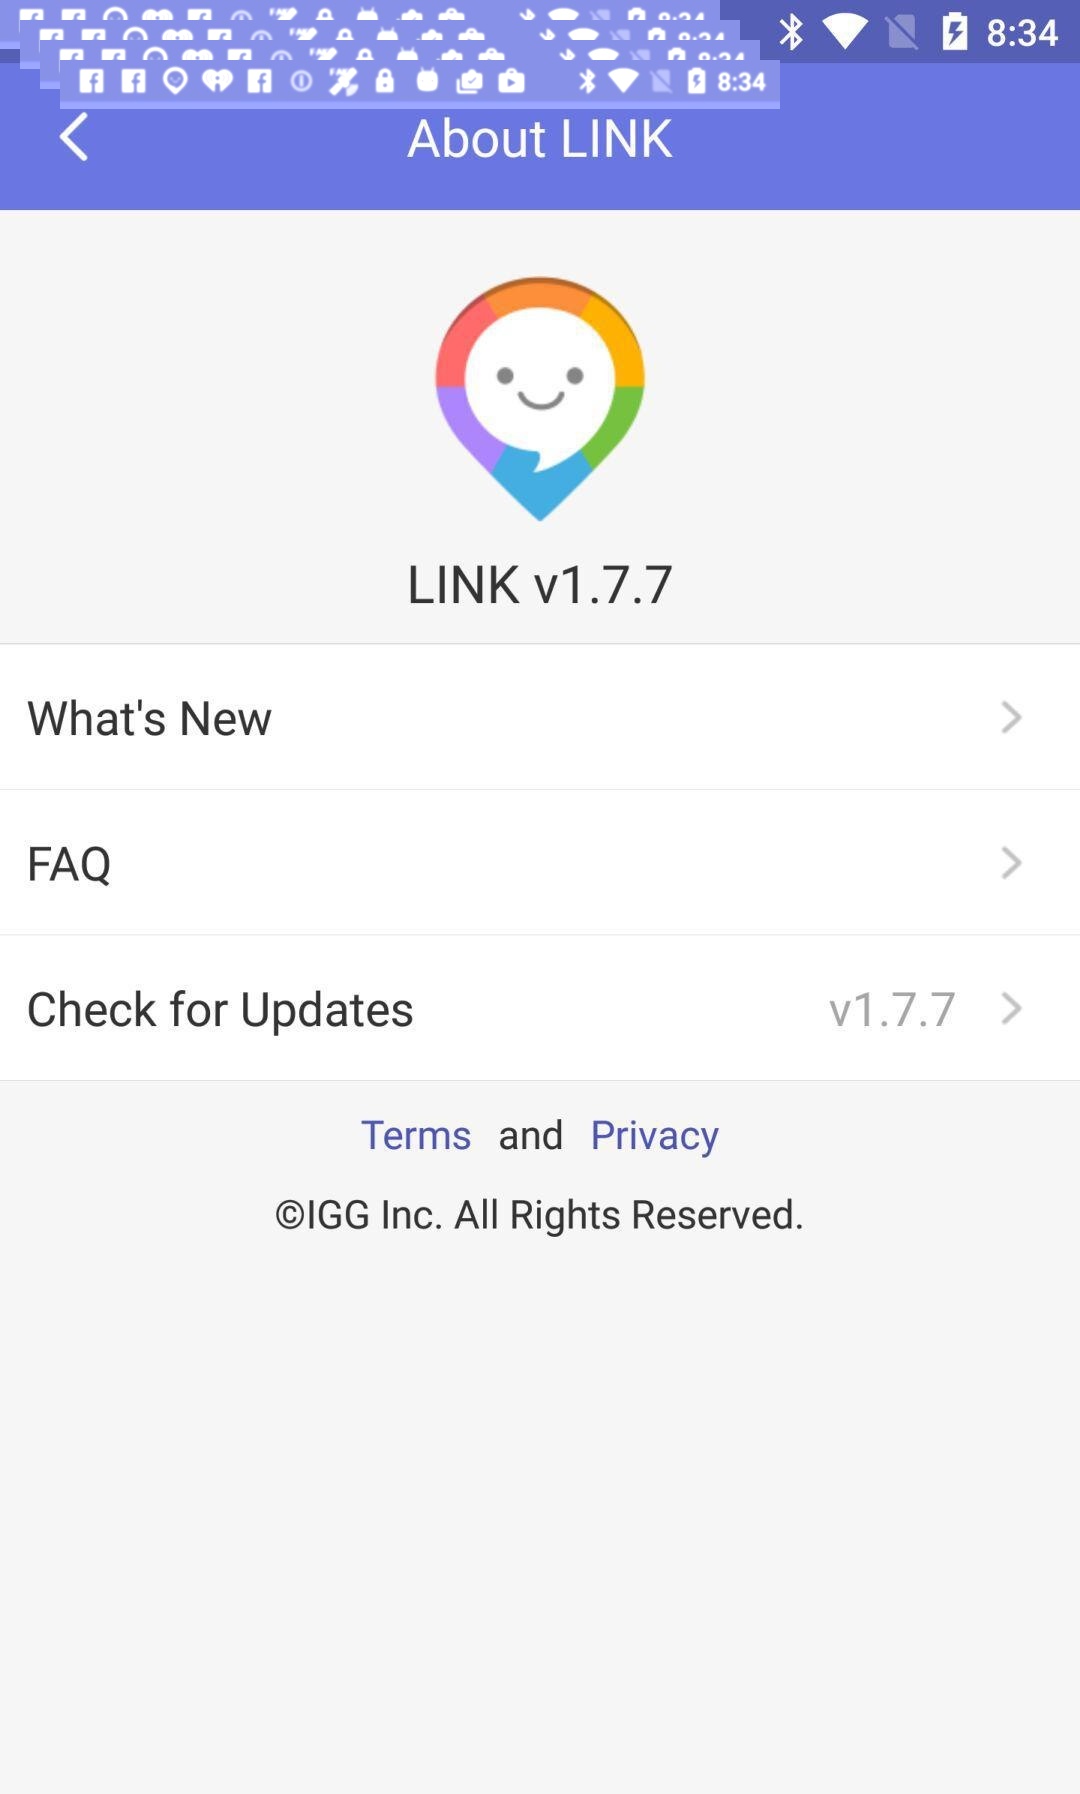 8:34
8:34
About LINK
LINK v1.7.7
What's New
FAQ
Check for Updates v1.7.7
Terms and Privacy
©IGG Inc. All Rights Reserved.